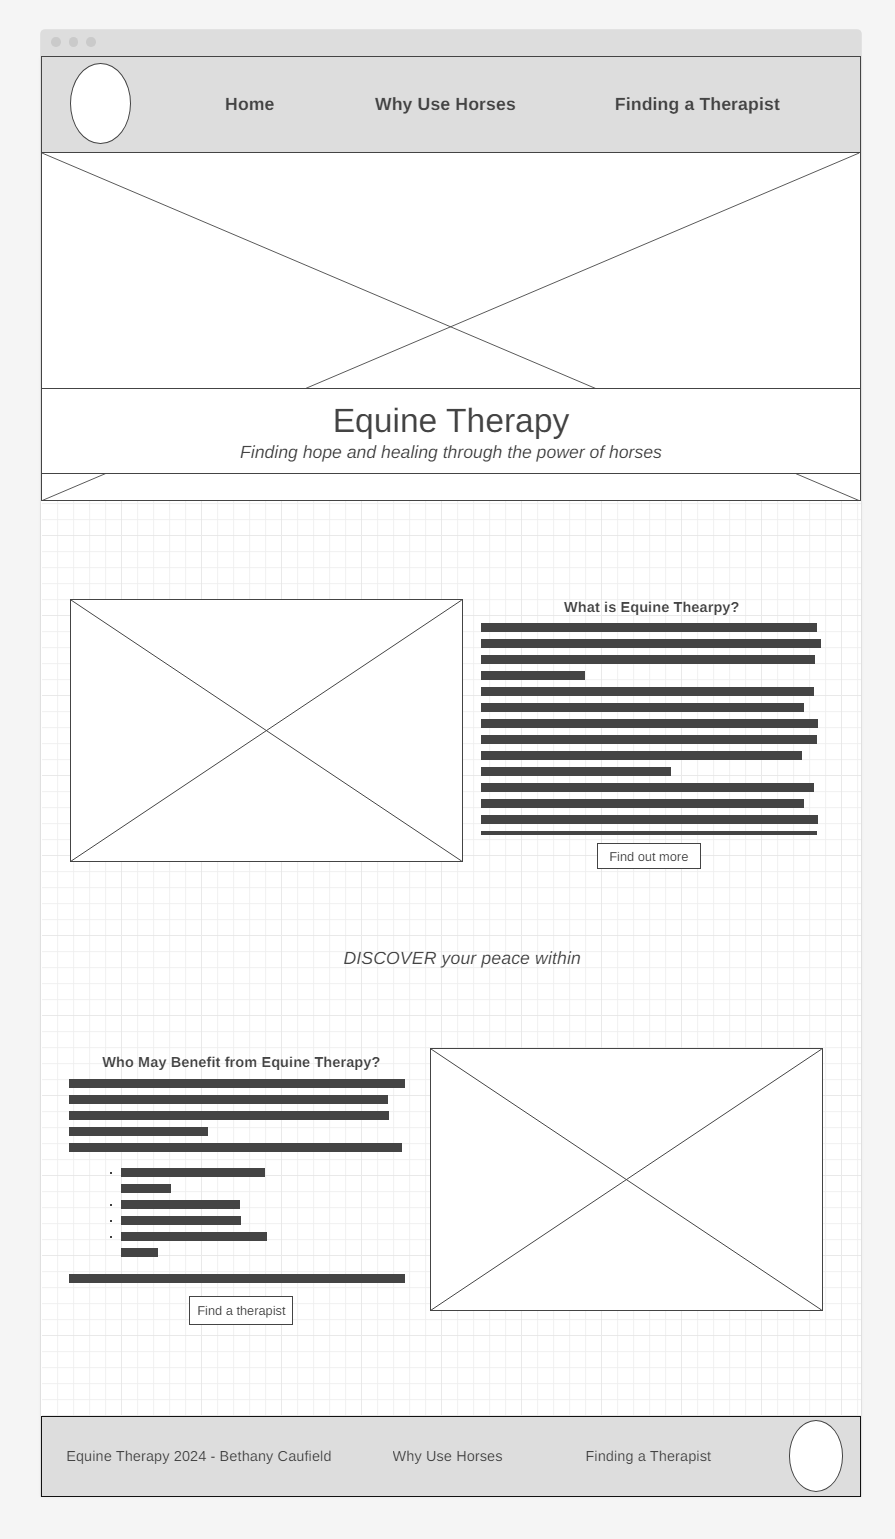 Home
Why Use Horses
Finding a Therapist
Equine Therapy
Finding hope and healing through the power of horses
What is Equine Thearpy?
Find out more
DISCOVER your peace within
Who May Benefit from Equine Therapy?
Find a therapist
Equine Therapy 2024 - Bethany Caufield
Why Use Horses
Finding a Therapist